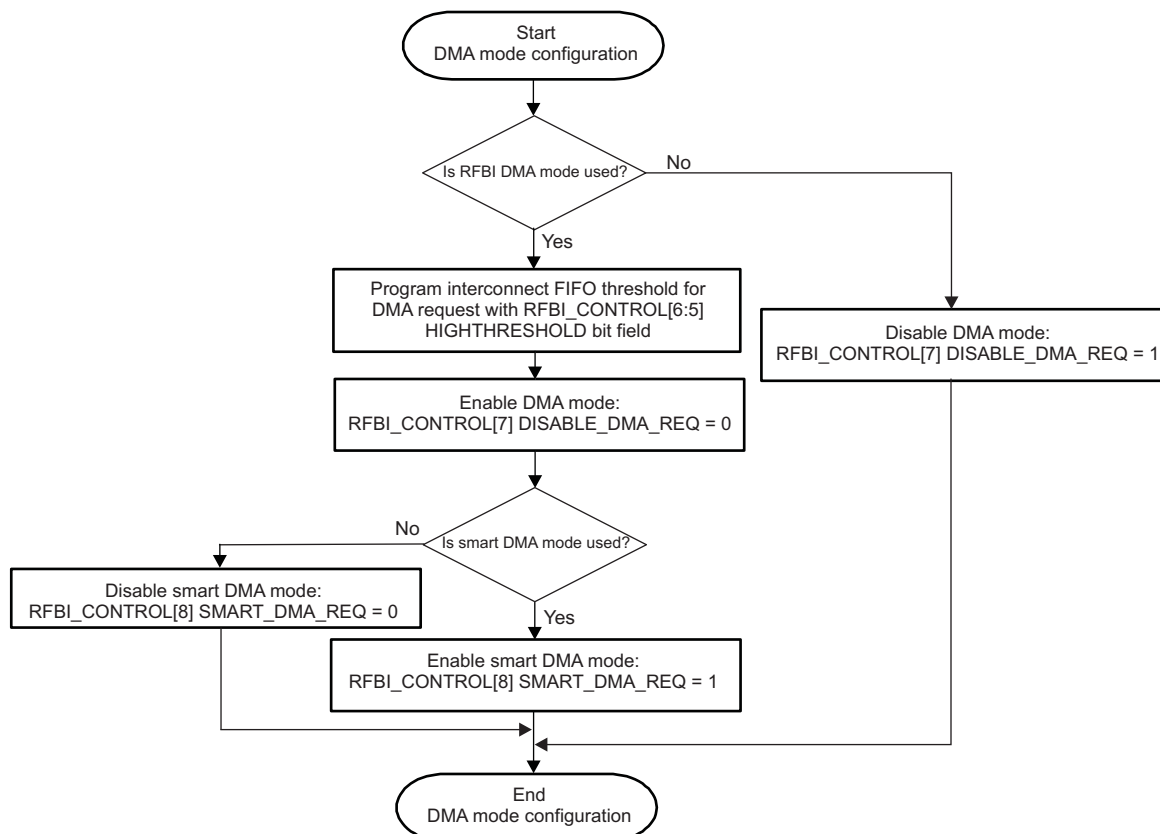 Start
DMA mode configuration
Is RFBI DMA mode used?
No
Yes
Program interconnect FIFO threshold for
DMA request with RFBI_CONTROL[6:5]
HIGHTHRESHOLD bit field
Disable DMA mode:
RFBI_CONTROL[7] DISABLE_DMA_REQ = 1
Enable DMA mode:
RFBI_CONTROL[7] DISABLE_DMA_REQ = 0
No
Is smart DMA mode used?
Disable smart DMA mode:
RFBI_CONTROL[8] SMART_DMA_REQ = 0
Yes
Enable smart DMA mode:
RFBI_CONTROL[8] SMART_DMA_REQ = 1
End
DMA mode configuration